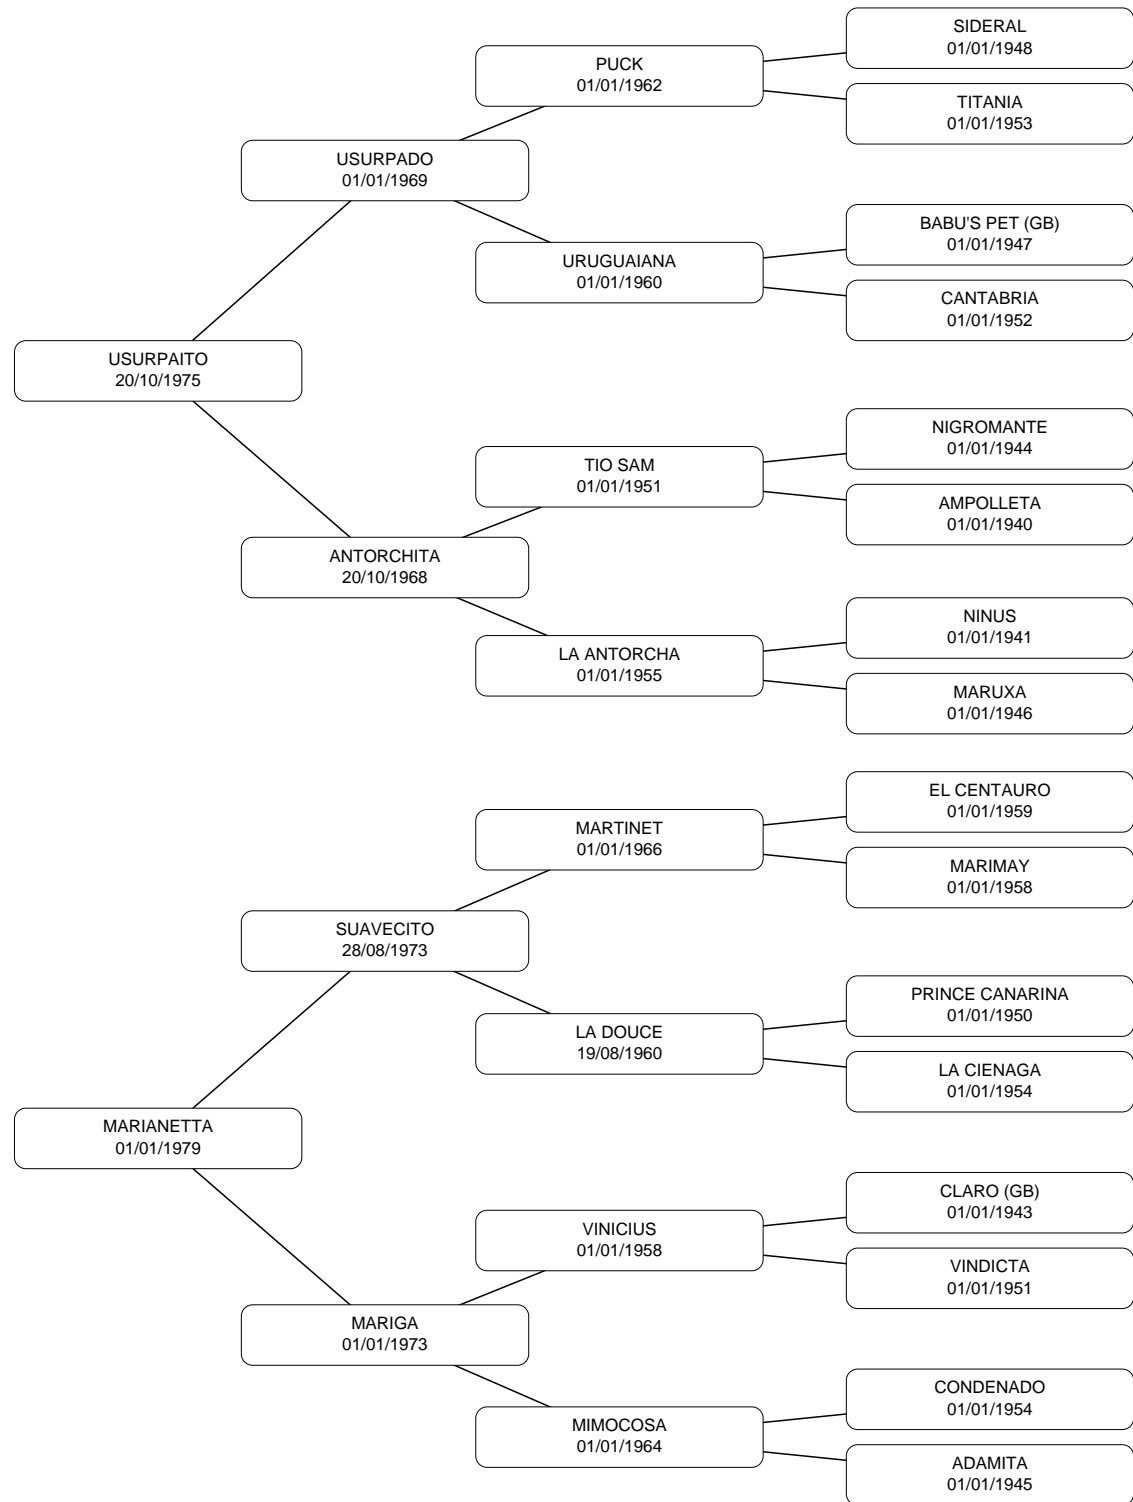 SIDERAL
01/01/1948
PUCK
01/01/1962
TITANIA
01/01/1953
USURPADO
01/01/1969
BABU'S PET (GB)
01/01/1947
URUGUAIANA
01/01/1960
CANTABRIA
01/01/1952
USURPAITO
20/10/1975
NIGROMANTE
01/01/1944
TIO SAM
01/01/1951
AMPOLLETA
01/01/1940
ANTORCHITA
20/10/1968
NINUS
01/01/1941
LA ANTORCHA
01/01/1955
MARUXA
01/01/1946
EL CENTAURO
01/01/1959
MARTINET
01/01/1966
MARIMAY
01/01/1958
SUAVECITO
28/08/1973
PRINCE CANARINA
01/01/1950
LA DOUCE
19/08/1960
LA CIENAGA
01/01/1954
MARIANETTA
01/01/1979
CLARO (GB)
01/01/1943
VINICIUS
01/01/1958
VINDICTA
01/01/1951
MARIGA
01/01/1973
CONDENADO
01/01/1954
MIMOCOSA
01/01/1964
ADAMITA
01/01/1945